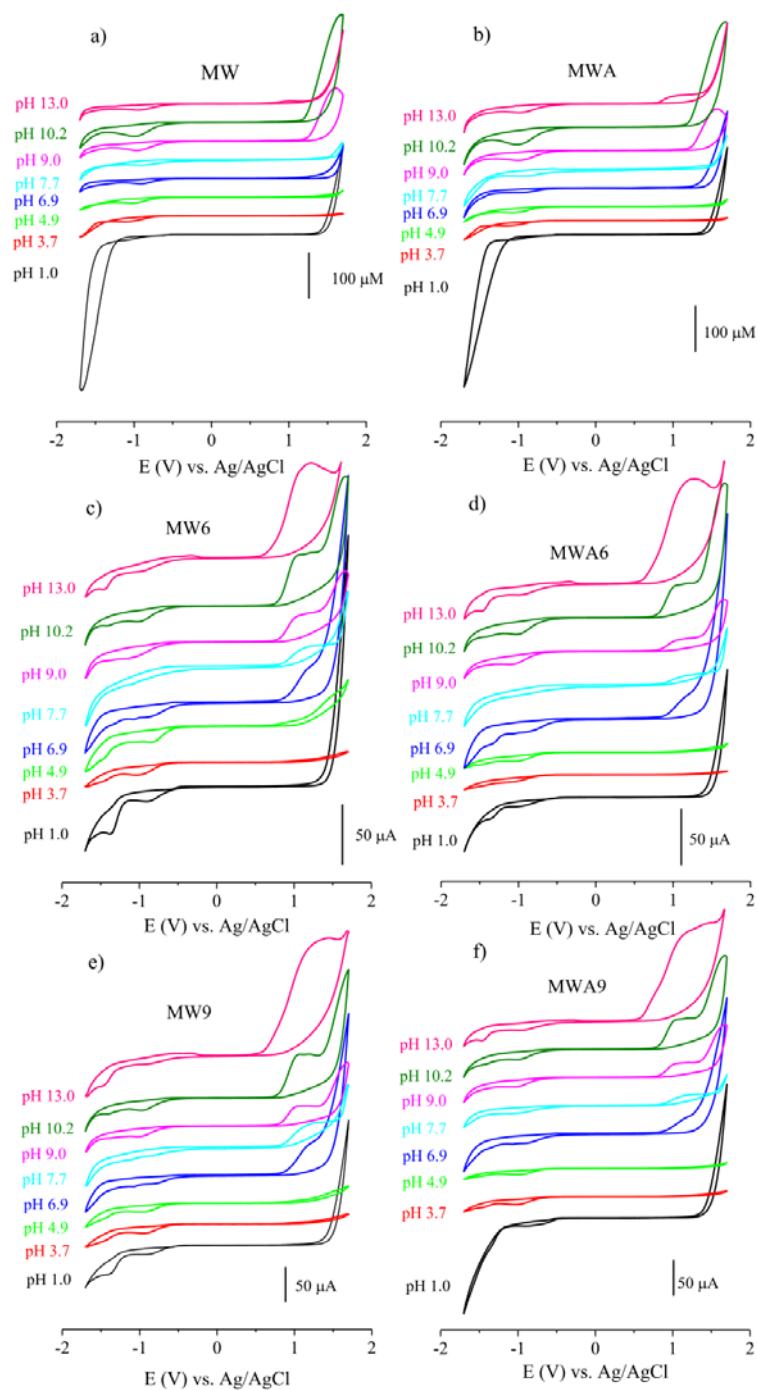 a)
MW
pH 13.0
pH 10.2
pH 9.0
pH 7.7
pH 6.9
pH 4.9
pH 3.7
pH 1.0
100 µM
-1 0 1 2
E (V) vs. Ag/AgCl
b)
MWA
pH 13.0
pH 10.2
pH 9.0
pH 7.7
pH 6.9
pH 4.9
pH 3.7
pH 1.0
100 µM
-2 -1 0 1 2
E (V) vs. Ag/AgCl
c)
MW6
pH 13.0
pH 10.2
pH 9.0
pH 7.7
pH 6.9
pH 4.9
pH 3.7
pH 1.0
50 µA
-2 -1 0 1 2
E (V) vs. Ag/AgCl
d)
MWA6
pH 13.0
pH 10.2
pH 9.0
pH 7.7
pH 6.9
pH 4.9
pH 3.7
pH 1.0
50 µA
-2 -1 0 1 2
E (V) vs. Ag/AgCl
e)
MW9
pH 13.0
pH 10.2
pH 9.0
pH 7.7
pH 6.9
pH 4.9
pH 3.7
pH 1.0
50 µA
-2 -1 0 1 2
E (V) vs. Ag/AgCl
f)
MWA9
pH 13.0
pH 10.2
pH 9.0
pH 7.7
pH 6.9
pH 4.9
pH 3.7
pH 1.0
50 µA
-2 -1 0 1 2
E (V) vs. Ag/AgCl